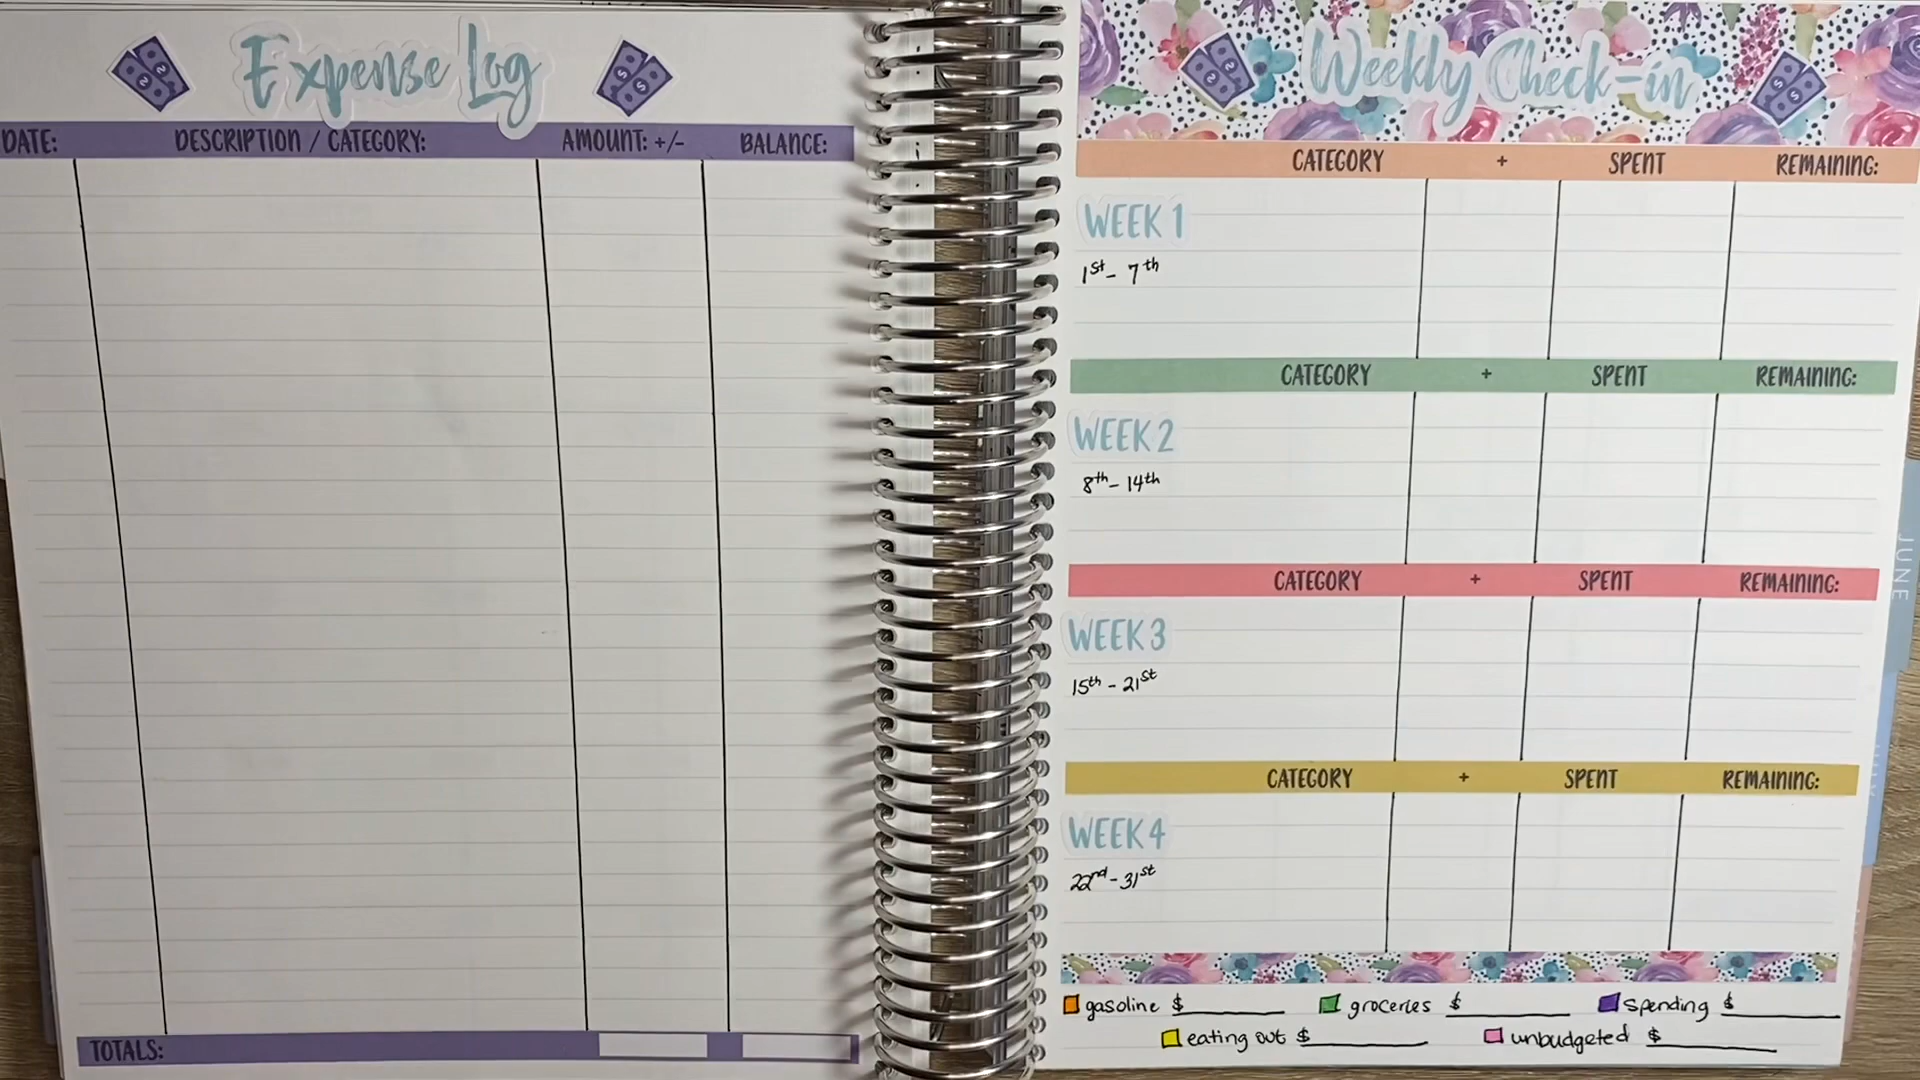 Expense Log
DATE: DESCRIPTION / CATEGORY: AMOUNT: +/- BALANCE:
TOTALS:
Weekly Check-in
CATEGORY + SPENT REMAINING:
WEEK 1
1st - 7th
CATEGORY + SPENT REMAINING:
WEEK 2
8th - 14th
CATEGORY + SPENT REMAINING:
WEEK 3
15th - 21st
CATEGORY + SPENT REMAINING:
WEEK 4
22nd - 31st
gasoline $ groceries $ spending $
eating out $ unbudgeted $
JUNE